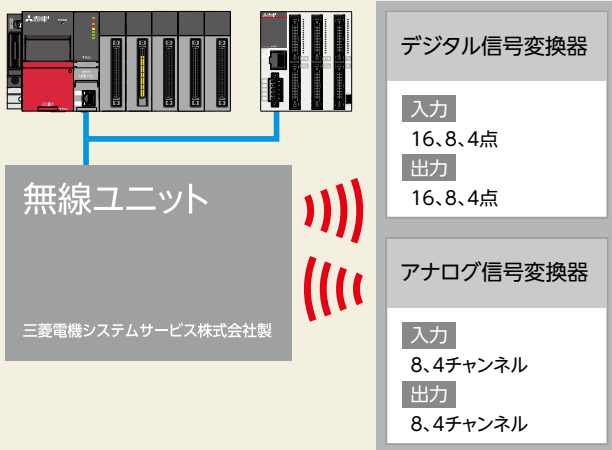 無線ユニット
三菱電機システムサービス株式会社製
デジタル信号変換器
入力
16、8、4点
出力
16、8、4点
アナログ信号変換器
入力
8、4チャンネル
出力
8、4チャンネル